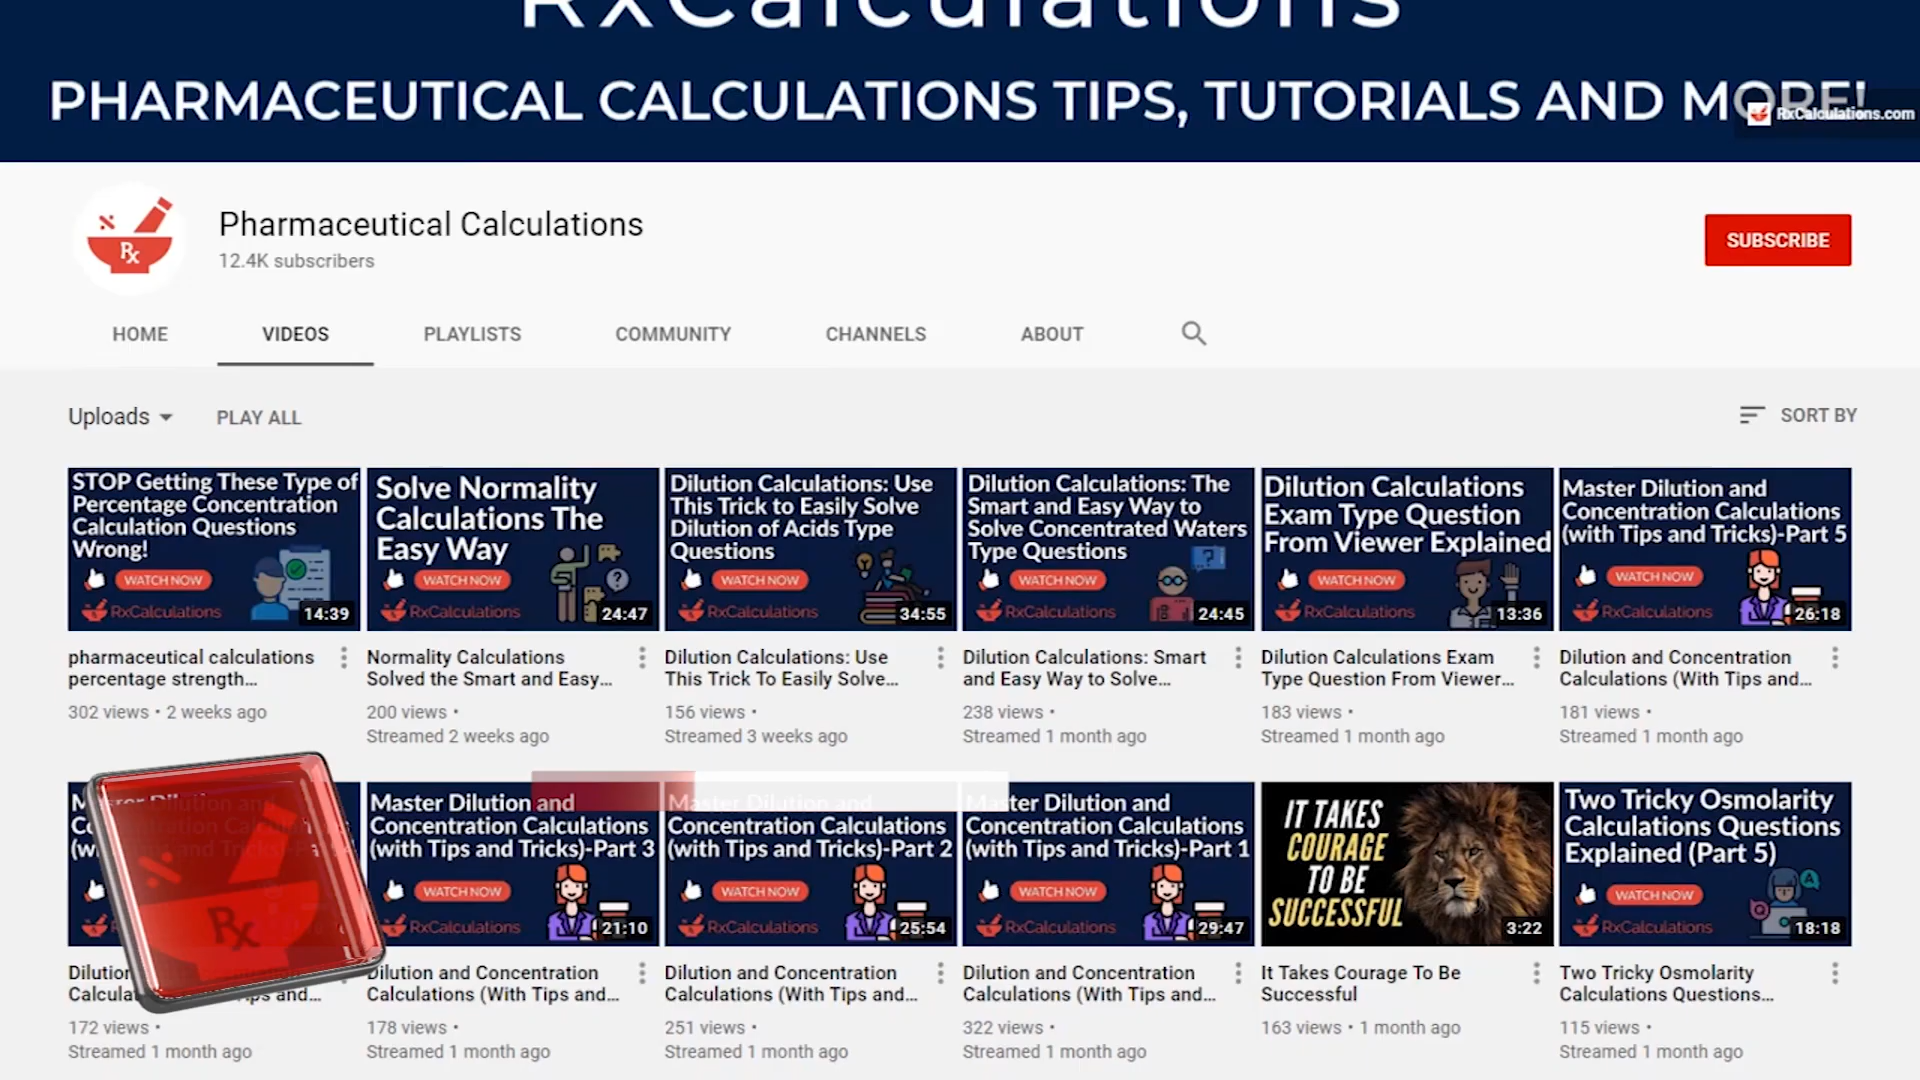 RxCalculations
PHARMACEUTICAL CALCULATIONS TIPS, TUTORIALS AND MORE!
RxCalculations.com
Rx
Pharmaceutical Calculations
12.4K subscribers
SUBSCRIBE
HOME VIDEOS PLAYLISTS COMMUNITY CHANNELS ABOUT
Uploads PLAY ALL SORT BY
STOP Getting These Type of
Percentage Concentration
Calculation Questions
Wrong!
WATCH NOW
RxCalculations
14:39
pharmaceutical calculations
percentage strength...
302 views • 2 weeks ago
Solve Normality
Calculations The
Easy Way
WATCH NOW
RxCalculations
24:47
Normality Calculations
Solved the Smart and Easy...
200 views •
Streamed 2 weeks ago
Dilution Calculations: Use
This Trick to Easily Solve
Dilution of Acids Type
Questions
WATCH NOW
RxCalculations
34:55
Dilution Calculations: Use
This Trick To Easily Solve...
156 views •
Streamed 3 weeks ago
Dilution Calculations: The
Smart and Easy Way to
Solve Concentrated Waters
Type Questions
WATCH NOW
RxCalculations
24:45
Dilution Calculations: Smart
and Easy Way to Solve...
238 views •
Streamed 1 month ago
Dilution Calculations
Exam Type Question
From Viewer Explained
WATCH NOW
RxCalculations
13:36
Dilution Calculations Exam
Type Question From Viewer...
183 views •
Streamed 1 month ago
Master Dilution and
Concentration Calculations
(with Tips and Tricks)-Part 5
WATCH NOW
RxCalculations
26:18
Dilution and Concentration
Calculations (With Tips and...
181 views •
Streamed 1 month ago
Rx
172 views •
Streamed 1 month ago
Master Dilution and
Concentration Calculations
(with Tips and Tricks)-Part 3
WATCH NOW
RxCalculations
21:10
Dilution and Concentration
Calculations (With Tips and...
178 views •
Streamed 1 month ago
Master Dilution and
Concentration Calculations
(with Tips and Tricks)-Part 2
WATCH NOW
RxCalculations
25:54
Dilution and Concentration
Calculations (With Tips and...
251 views •
Streamed 1 month ago
Master Dilution and
Concentration Calculations
(with Tips and Tricks)-Part 1
WATCH NOW
RxCalculations
29:47
Dilution and Concentration
Calculations (With Tips and...
322 views •
Streamed 1 month ago
IT TAKES
COURAGE
TO BE
SUCCESSFUL
3:22
It Takes Courage To Be
Successful
163 views • 1 month ago
Two Tricky Osmolarity
Calculations Questions
Explained (Part 5)
WATCH NOW
RxCalculations
18:18
Two Tricky Osmolarity
Calculations Questions...
115 views •
Streamed 1 month ago